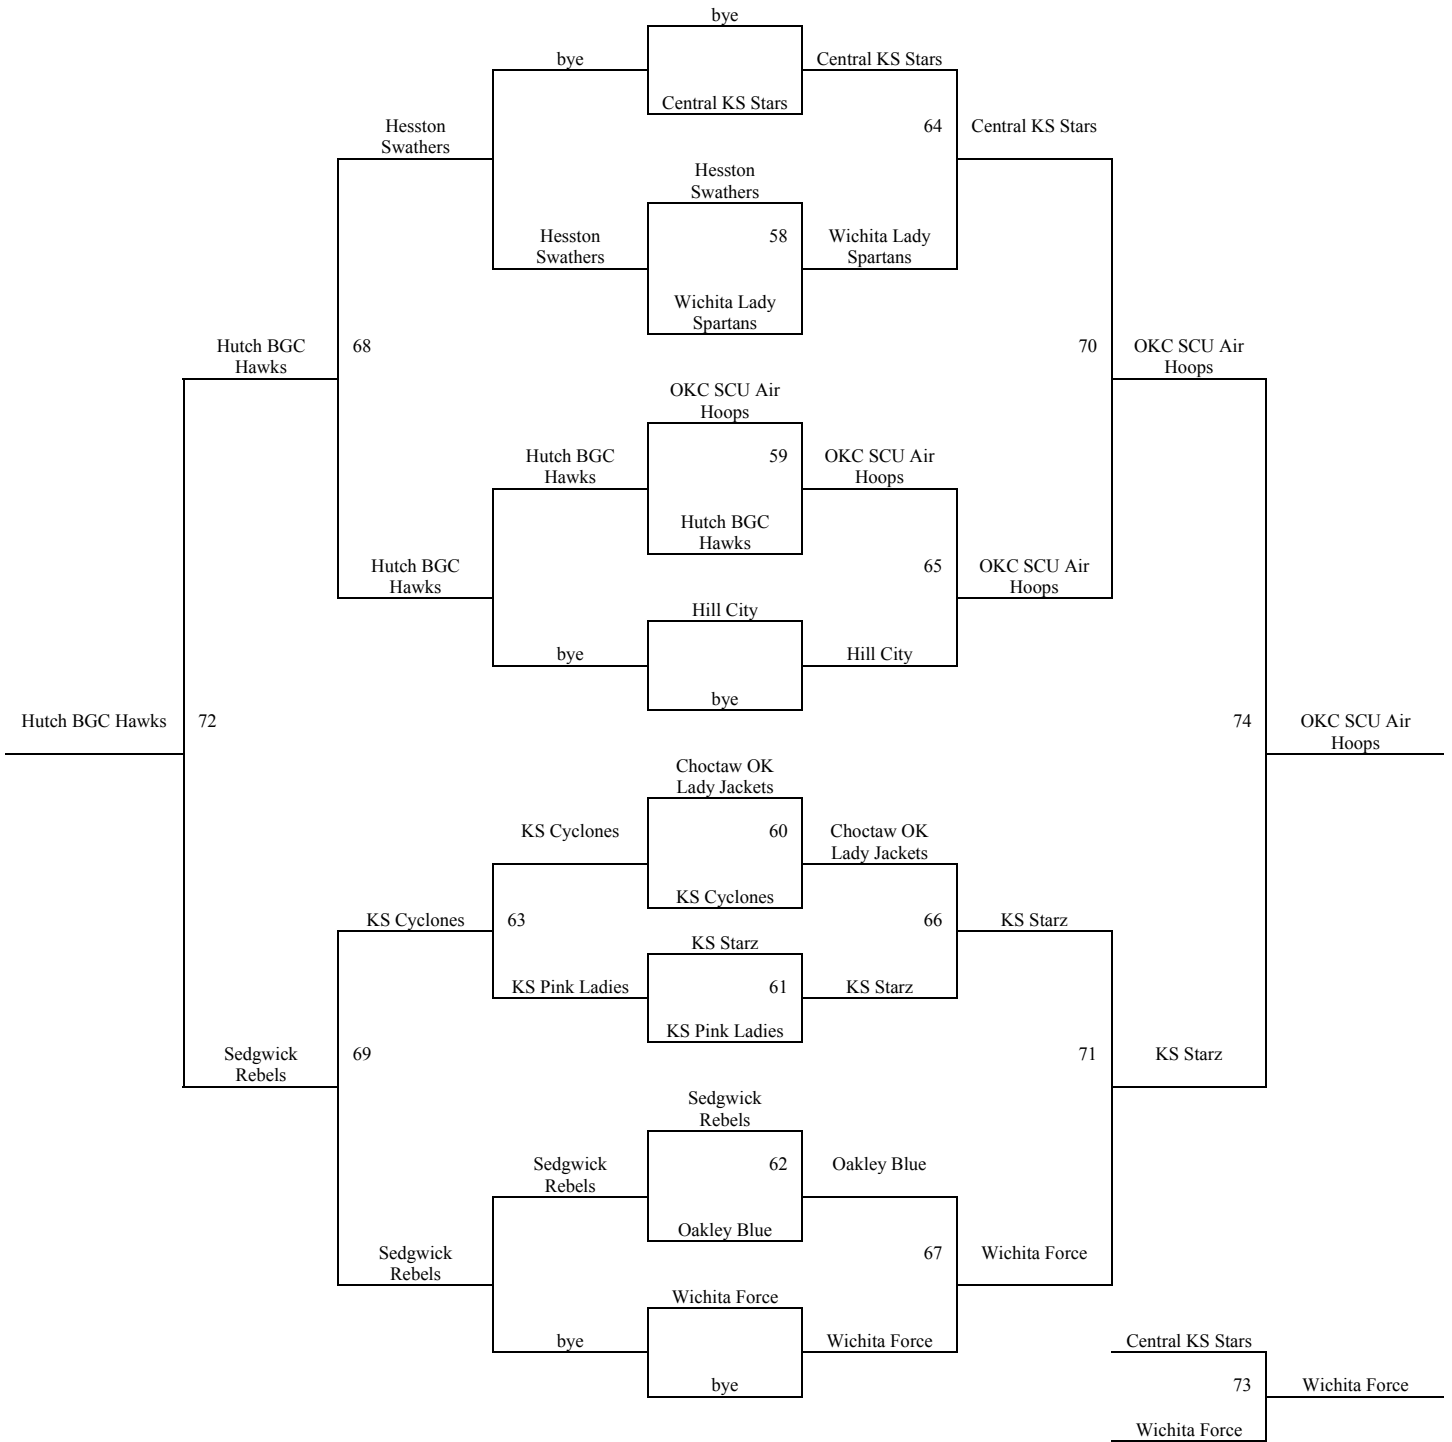 bye
bye
Central KS Stars
Central KS Stars
Hesston
Swathers
64
Central KS Stars
Hesston
Swathers
Hesston
Swathers
58
Wichita Lady
Spartans
Wichita Lady
Spartans
Hutch BGC
Hawks
68
70
OKC SCU Air
Hoops
OKC SCU Air
Hoops
Hutch BGC
Hawks
59
OKC SCU Air
Hoops
Hutch BGC
Hawks
Hutch BGC
Hawks
65
OKC SCU Air
Hoops
Hill City
bye
Hill City
bye
Hutch BGC Hawks
72
74
OKC SCU Air
Hoops
Choctaw OK
Lady Jackets
KS Cyclones
60
Choctaw OK
Lady Jackets
KS Cyclones
KS Cyclones
63
66
KS Starz
KS Starz
KS Pink Ladies
61
KS Starz
KS Pink Ladies
Sedgwick
Rebels
69
71
KS Starz
Sedgwick
Rebels
Sedgwick
Rebels
62
Oakley Blue
Oakley Blue
Sedgwick
Rebels
67
Wichita Force
Wichita Force
bye
Wichita Force
Central KS Stars
bye
73
Wichita Force
Wichita Force